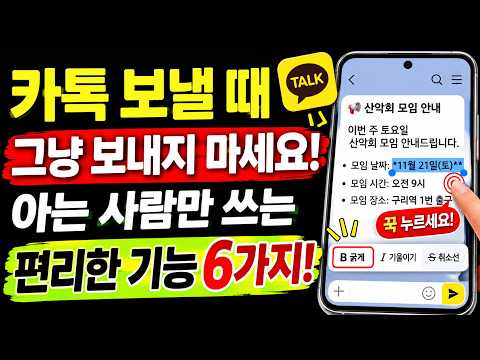 카톡 보낼 때
TALK
그냥 보내지 마세요!
아는 사람만 쓰는
편리한 기능 6가지!
산악회 모임 안내
이번 주 토요일
산악회 모임 안내드립니다.
• 모임 날짜: *11월 21일(토)**
• 모임 시간: 오전 9시
• 모임 장소: 구리역 1번 출구
꾹 누르세요!
B 굵게
I 기울이기
S 취소선